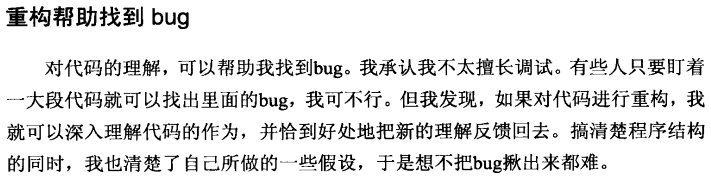 重构帮助找到 bug
对代码的理解，可以帮助我找到bug。我承认我不太擅长调试。有些人只要盯着
一大段代码就可以找出里面的bug，我可不行。但我发现，如果对代码进行重构，我
就可以深入理解代码的作为，并恰到好处地把新的理解反馈回去。搞清楚程序结构
的同时，我也清楚了自己所做的一些假设，于是想不把bug揪出来都难。